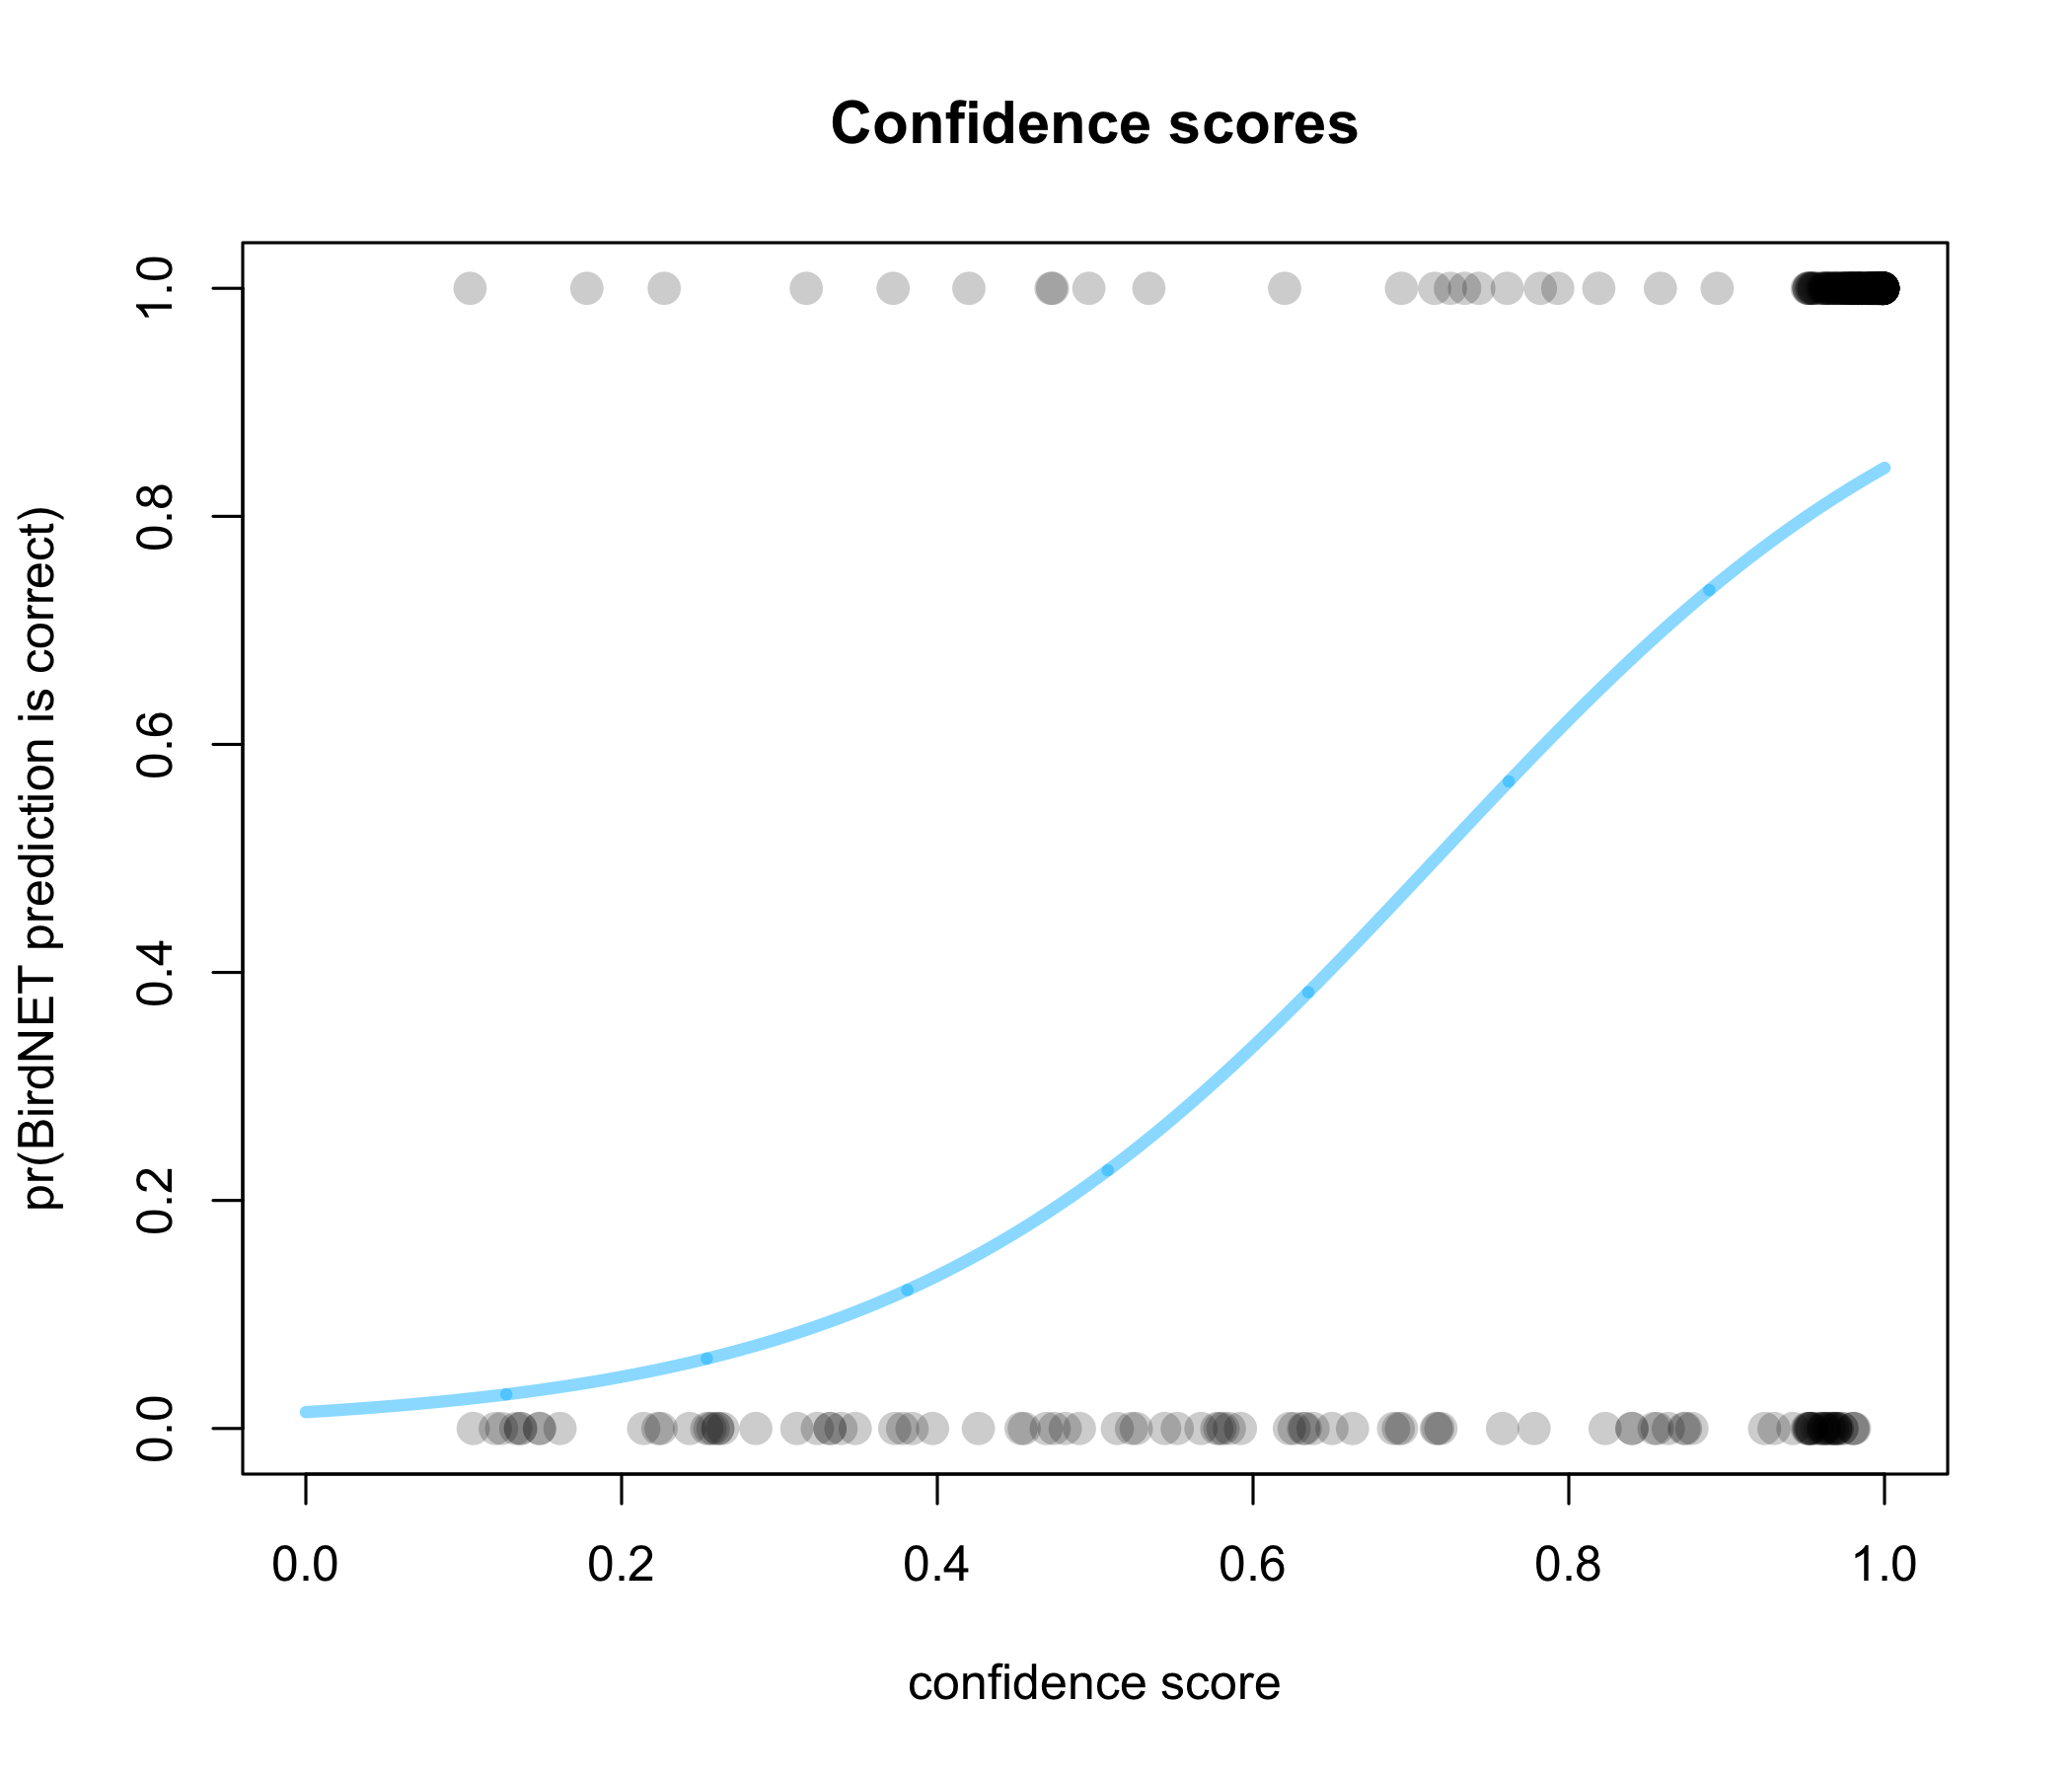 Confidence scores
pr(BirdNET prediction is correct)
1.0
0.8
0.6
0.4
0.2
0.0
0.0 0.2 0.4 0.6 0.8 1.0
confidence score